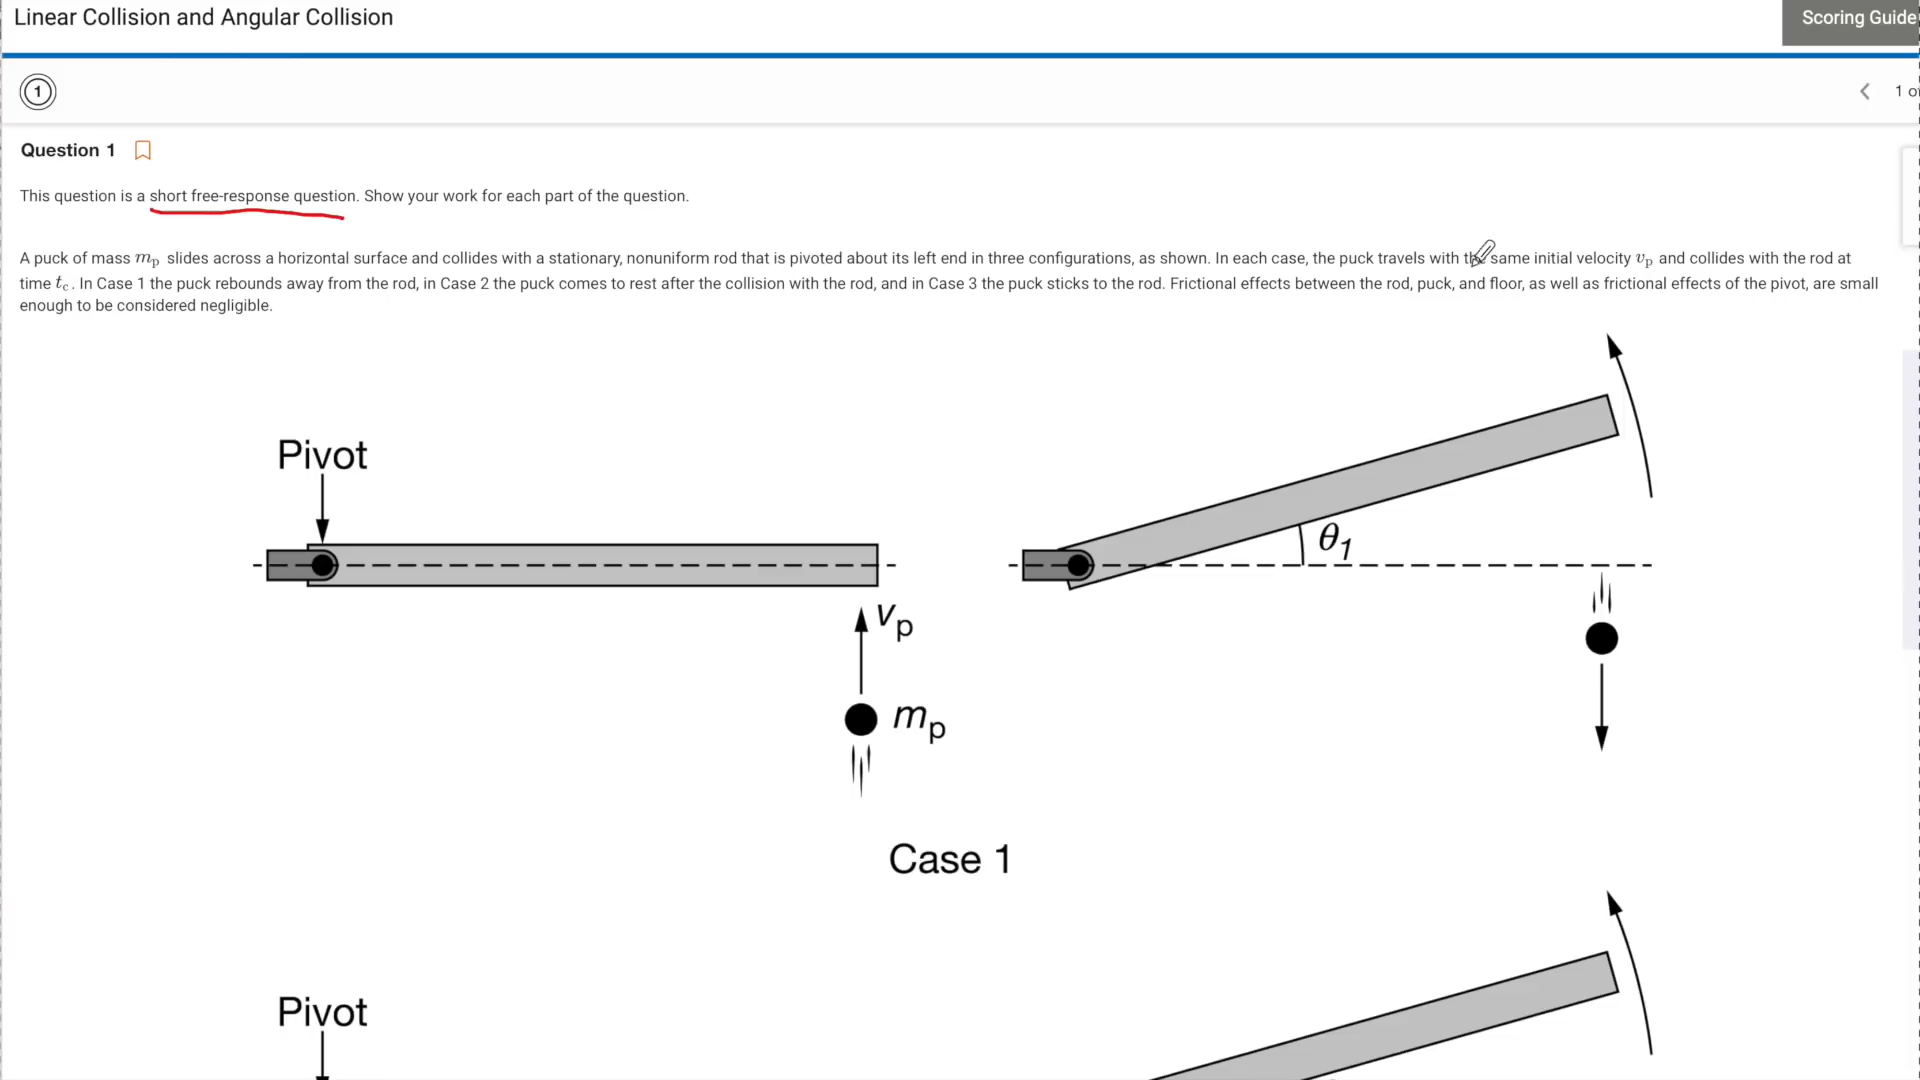 Linear Collision and Angular Collision
Scoring Guide
1
1 o
Question 1
This question is a short free-response question. Show your work for each part of the question.
A puck of mass mp slides across a horizontal surface and collides with a stationary, nonuniform rod that is pivoted about its left end in three configurations, as shown. In each case, the puck travels with the same initial velocity vp and collides with the rod at
time tc. In Case 1 the puck rebounds away from the rod, in Case 2 the puck comes to rest after the collision with the rod, and in Case 3 the puck sticks to the rod. Frictional effects between the rod, puck, and floor, as well as frictional effects of the pivot, are small
enough to be considered negligible.
Pivot
θ1
vp
mp
Case 1
Pivot